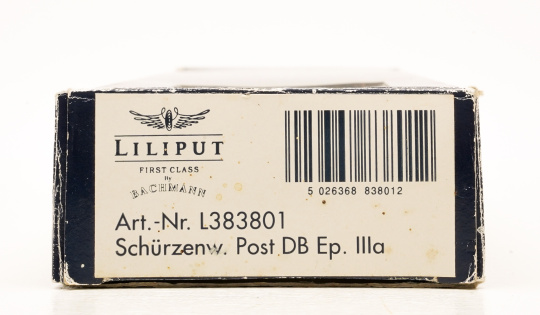 LILIPUT
FIRST CLASS
By
BACHMANN
5 026368 838012
Art.-Nr. L383801
Schürzenw. Post DB Ep. IIIa